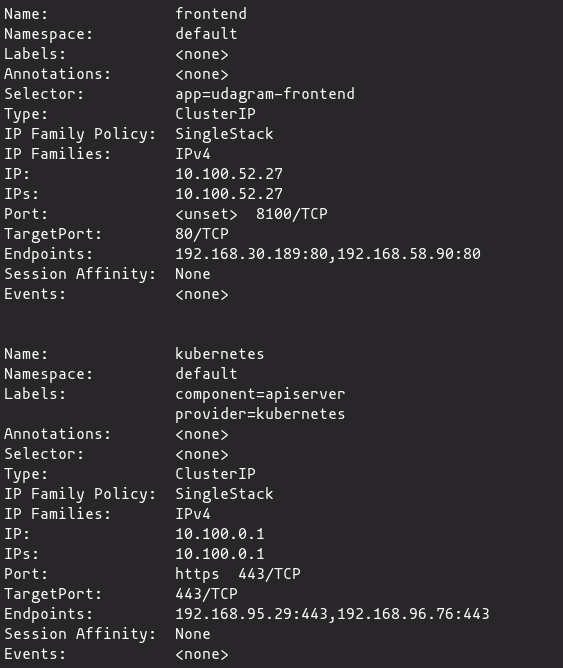 Name:              frontend
Namespace:         default
Labels:            <none>
Annotations:       <none>
Selector:          app=udagram-frontend
Type:              ClusterIP
IP Family Policy:  SingleStack
IP Families:       IPv4
IP:                10.100.52.27
IPs:               10.100.52.27
Port:              <unset>  8100/TCP
TargetPort:        80/TCP
Endpoints:         192.168.30.189:80,192.168.58.90:80
Session Affinity:  None
Events:            <none>

Name:              kubernetes
Namespace:         default
Labels:            component=apiserver
                   provider=kubernetes
Annotations:       <none>
Selector:          <none>
Type:              ClusterIP
IP Family Policy:  SingleStack
IP Families:       IPv4
IP:                10.100.0.1
IPs:               10.100.0.1
Port:              https  443/TCP
TargetPort:        443/TCP
Endpoints:         192.168.95.29:443,192.168.96.76:443
Session Affinity:  None
Events:            <none>